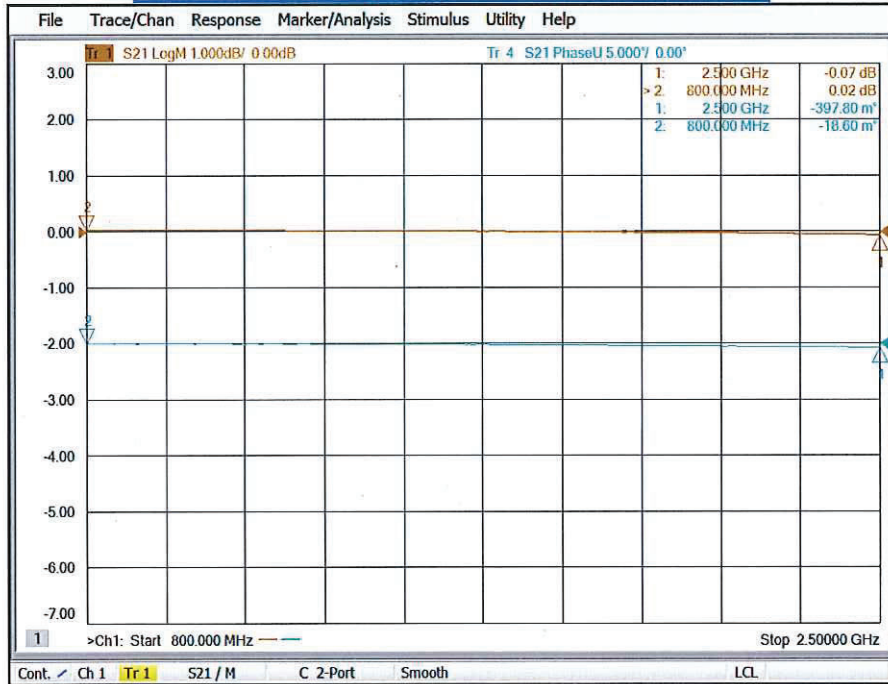 File Trace/Chan Response Marker/Analysis Stimulus Utility Help
Tr 1 S21 LogM 1.000dB/ 0.00dB Tr 4 S21 PhaseU 5.000°/ 0.00°
1: 2.500 GHz -0.07 dB
> 2: 800.000 MHz 0.02 dB
1: 2.500 GHz -397.80 m°
2: 800.000 MHz -18.60 m°
3.00
2.00
1.00
2
0.00
1
-1.00
2
-2.00
1
-3.00
-4.00
-5.00
-6.00
-7.00
1 >Ch1: Start 800.000 MHz Stop 2.50000 GHz
Cont. Ch 1 Tr 1 S21 / M C 2-Port Smooth LCL